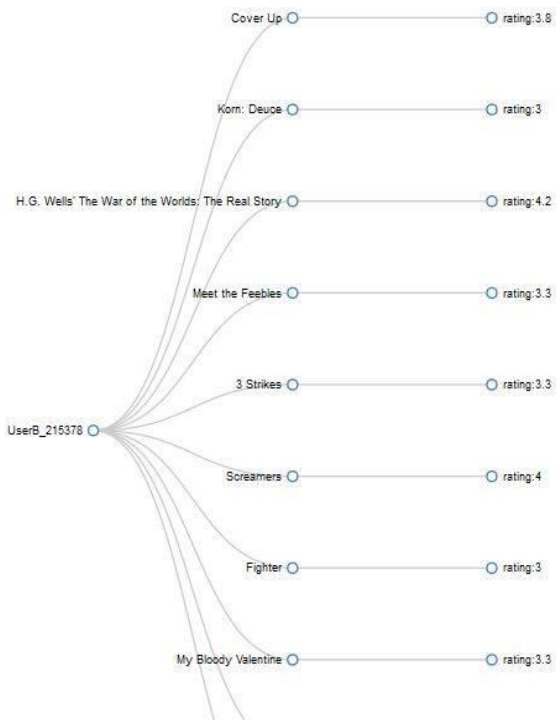 Cover Up
rating:3.8
Korn: Deuce
rating:3
H.G. Wells' The War of the Worlds: The Real Story
rating:4.2
Meet the Feebles
rating:3.3
3 Strikes
rating:3.3
UserB_215378
Screamers
rating:4
Fighter
rating:3
My Bloody Valentine
rating:3.3